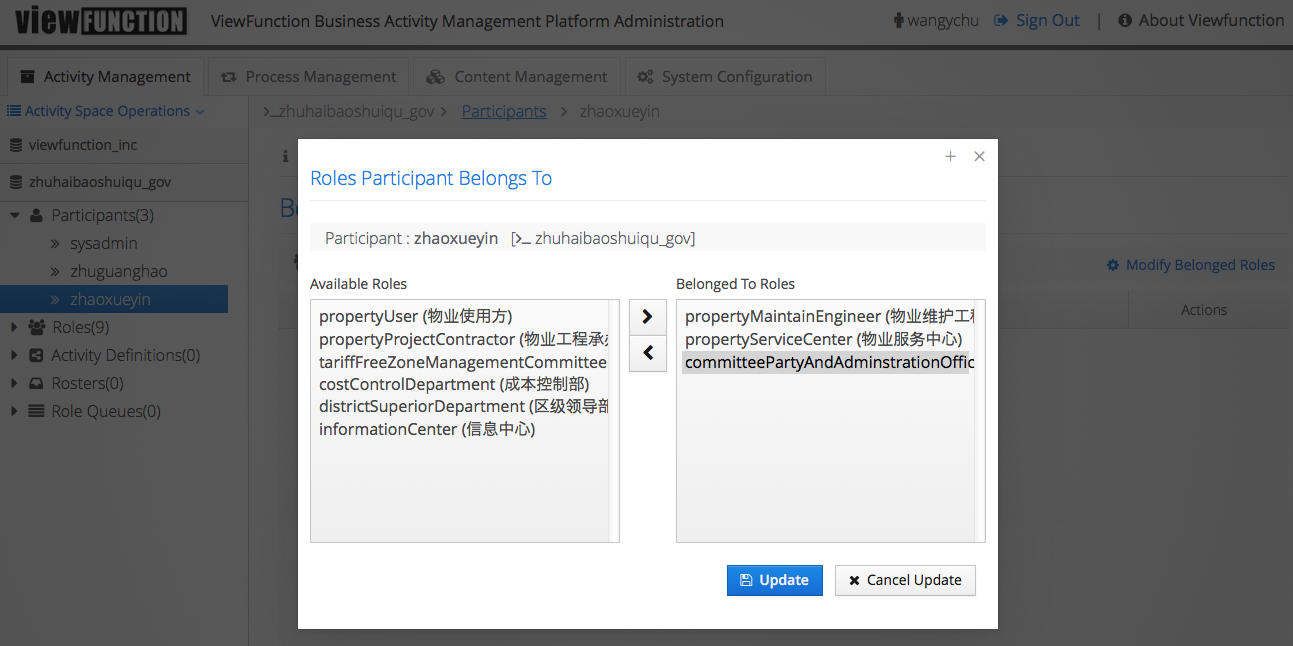 viewFUNCTION ViewFunction Business Activity Management Platform Administration wangychu Sign Out | About Viewfunction
Activity Management Process Management Content Management System Configuration
Activity Space Operations >_zhuhaibaoshuiqu_gov > Participants > zhaoxueyin
viewfunction_inc
zhuhaibaoshuiqu_gov
Participants(3)
sysadmin
zhuguanghao
zhaoxueyin
Roles(9)
Activity Definitions(0)
Rosters(0)
Role Queues(0)
Be
Modify Belonged Roles
Actions
Roles Participant Belongs To
Participant : zhaoxueyin [>_ zhuhaibaoshuiqu_gov]
Available Roles
propertyUser (物业使用方)
propertyProjectContractor (物业工程承
tariffFreeZoneManagementCommittee
costControlDepartment (成本控制部)
districtSuperiorDepartment (区级领导部
informationCenter (信息中心)
Belonged To Roles
propertyMaintainEngineer (物业维护工程
propertyServiceCenter (物业服务中心)
committeePartyAndAdminstrationOffic
Update Cancel Update